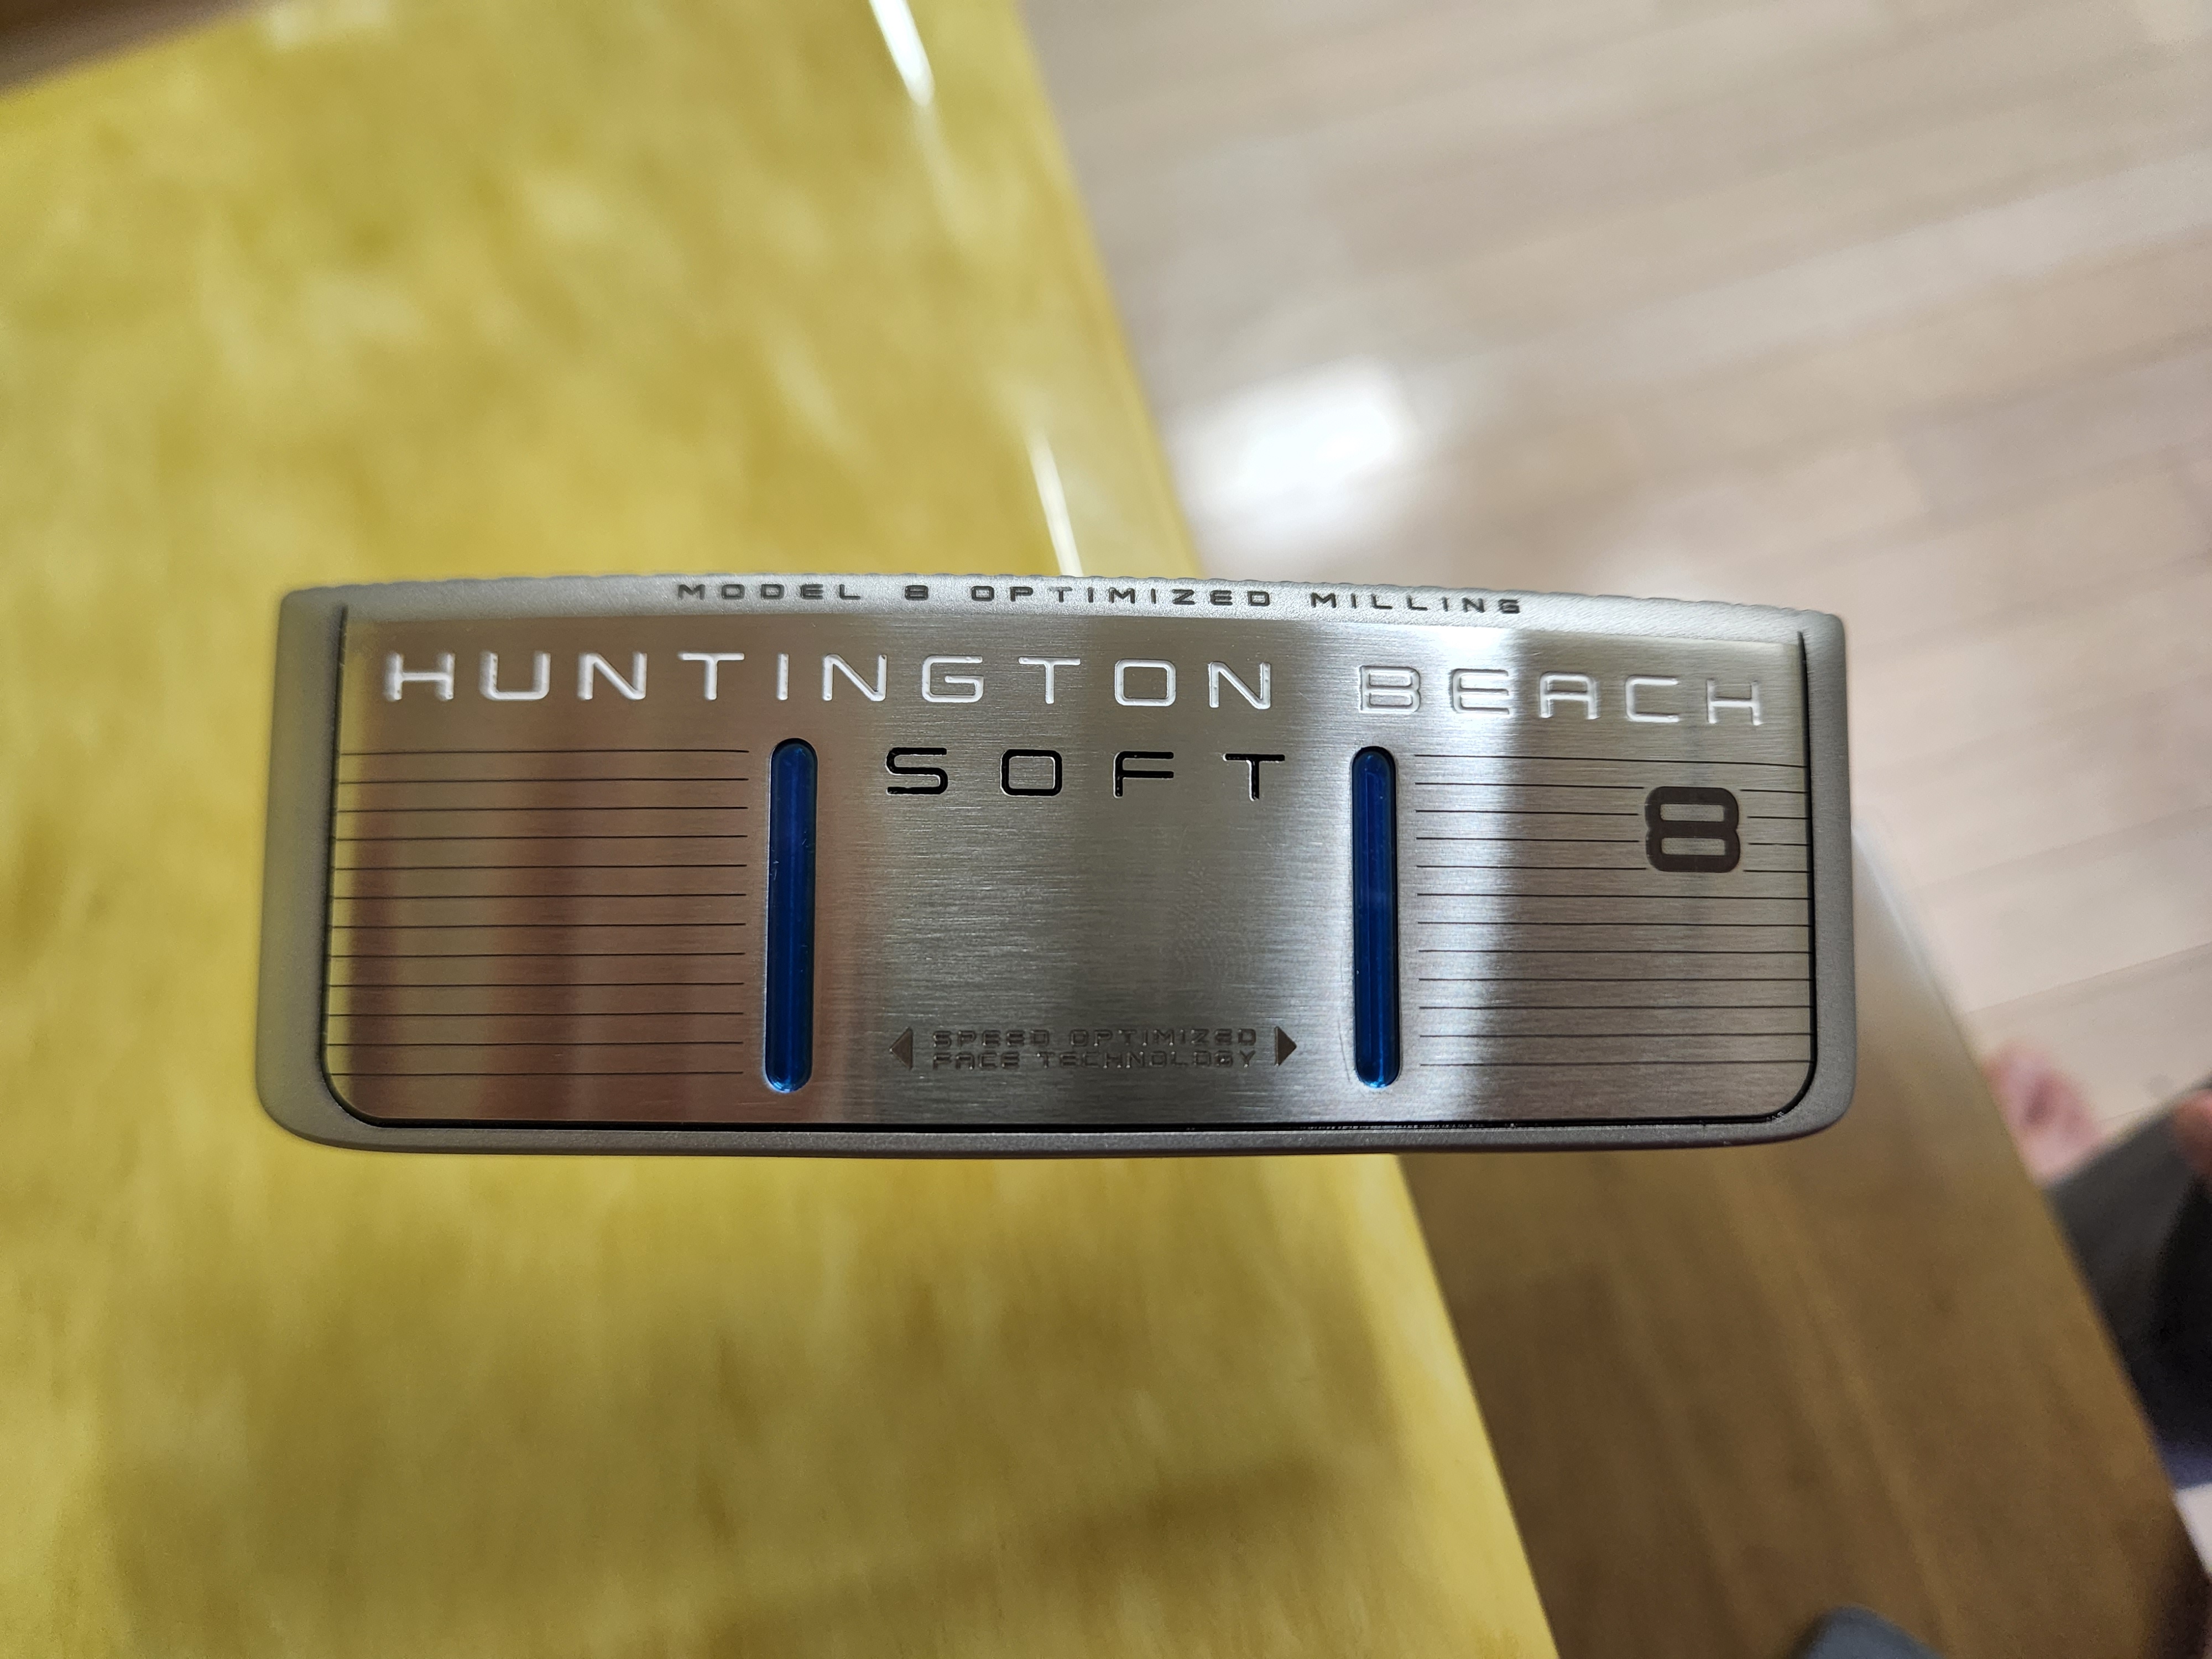 MODEL 8 OPTIMIZED MILLING
HUNTINGTON BEACH
SOFT
8
SPEED OPTIMIZED
FACE TECHNOLOGY